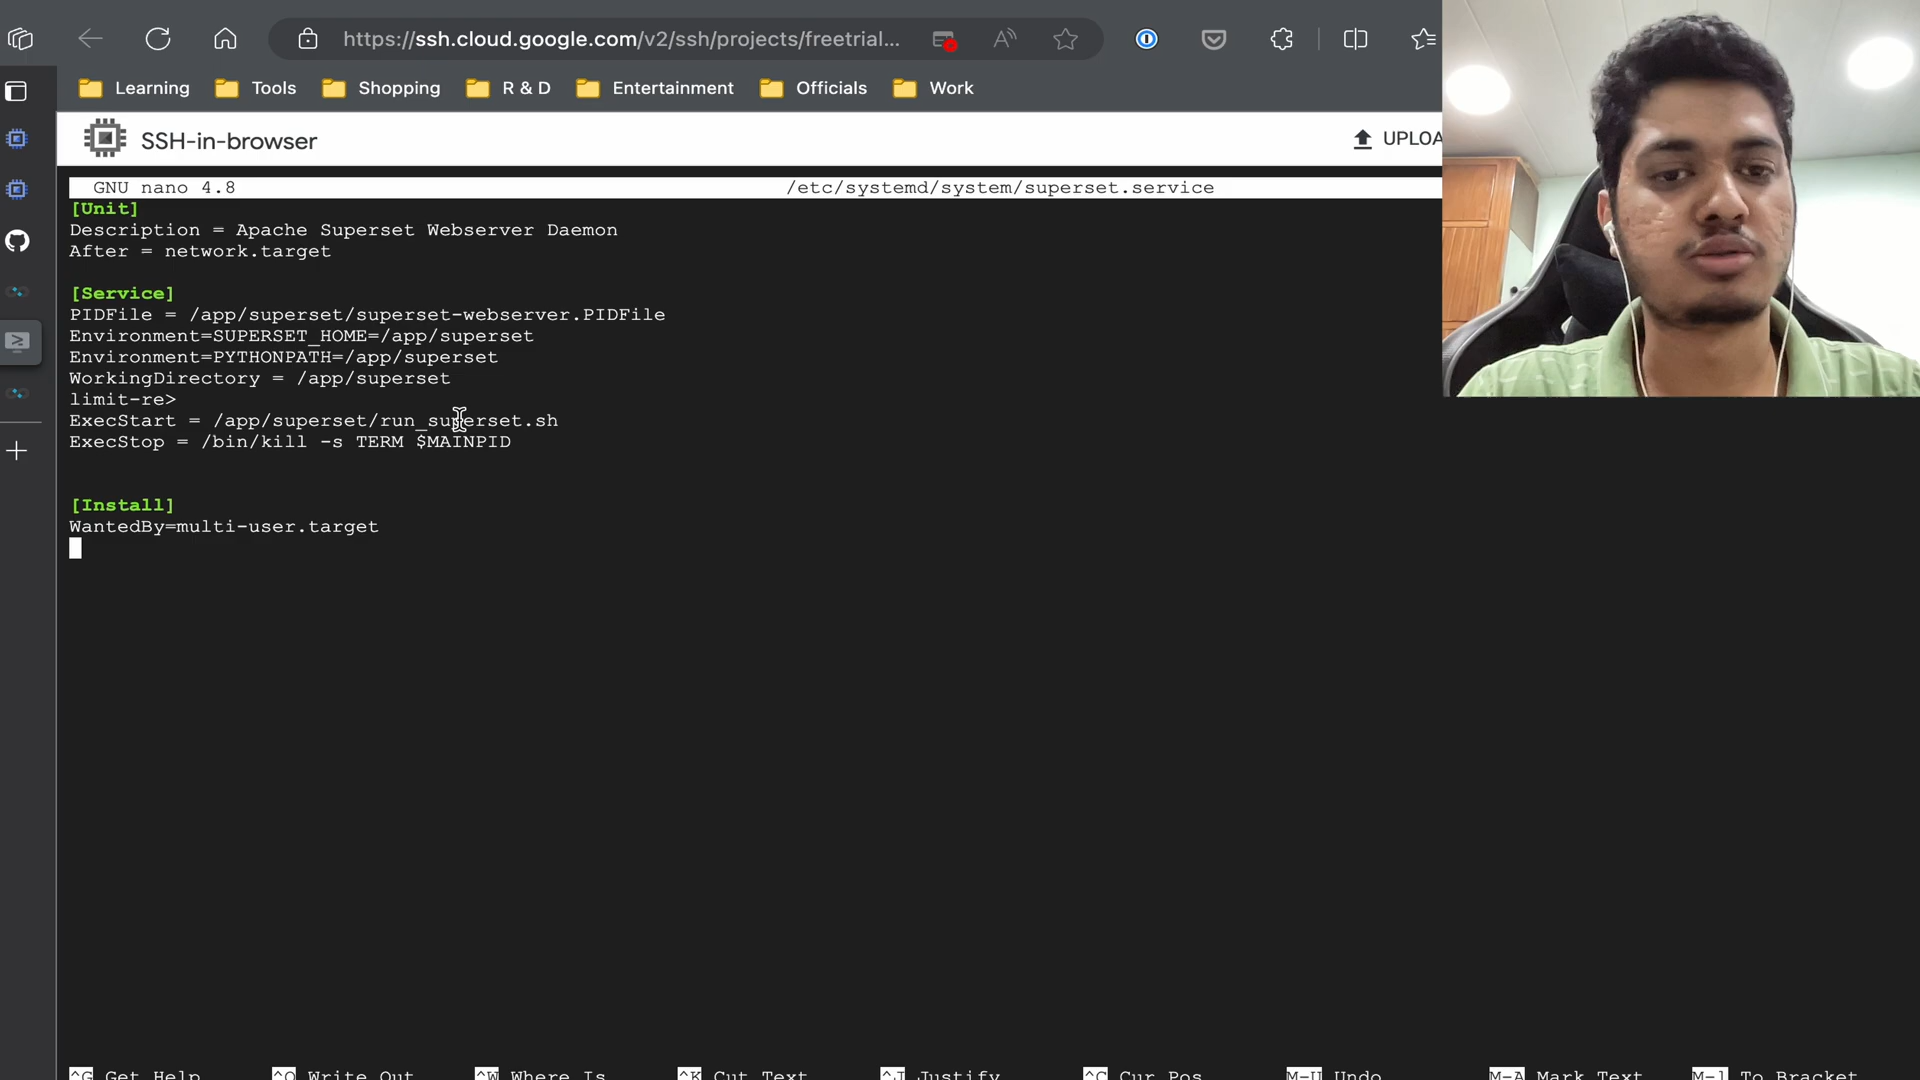 https://ssh.cloud.google.com/v2/ssh/projects/freetrial...
Learning Tools Shopping R & D Entertainment Officials Work
SSH-in-browser
UPLOA
GNU nano 4.8 /etc/systemd/system/superset.service
[Unit]
Description = Apache Superset Webserver Daemon
After = network.target
[Service]
PIDFile = /app/superset/superset-webserver.PIDFile
Environment=SUPERSET_HOME=/app/superset
Environment=PYTHONPATH=/app/superset
WorkingDirectory = /app/superset
limit-re>
ExecStart = /app/superset/run_superset.sh
ExecStop = /bin/kill -s TERM $MAINPID
[Install]
WantedBy=multi-user.target
^G Get Help ^O Write Out ^W Where Is ^K Cut Text ^J Justify ^C Cur Pos M-U Undo M-A Mark Text M-] To Bracket